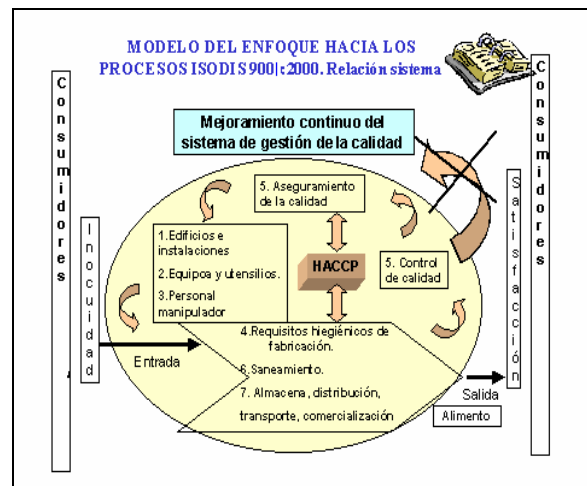 MODELO DEL ENFOQUE HACIA LOS
PROCESOS ISODIS 900|:2000. Relación sistema
Consumidores
Consumidores
Mejoramiento continuo del
sistema de gestión de la calidad
Inocuidad
Satisfacción
5. Aseguramiento
de la calidad
1.Edificios e
instalaciones
2.Equipoa y utensilios.
3.Personal
manipulador
HACCP
5. Control
de calidad
4.Requisitos hiegiénicos de
fabricación.
6.Saneamiento.
7. Almacena, distribución,
transporte, comercialización
Entrada
Salida
Alimento